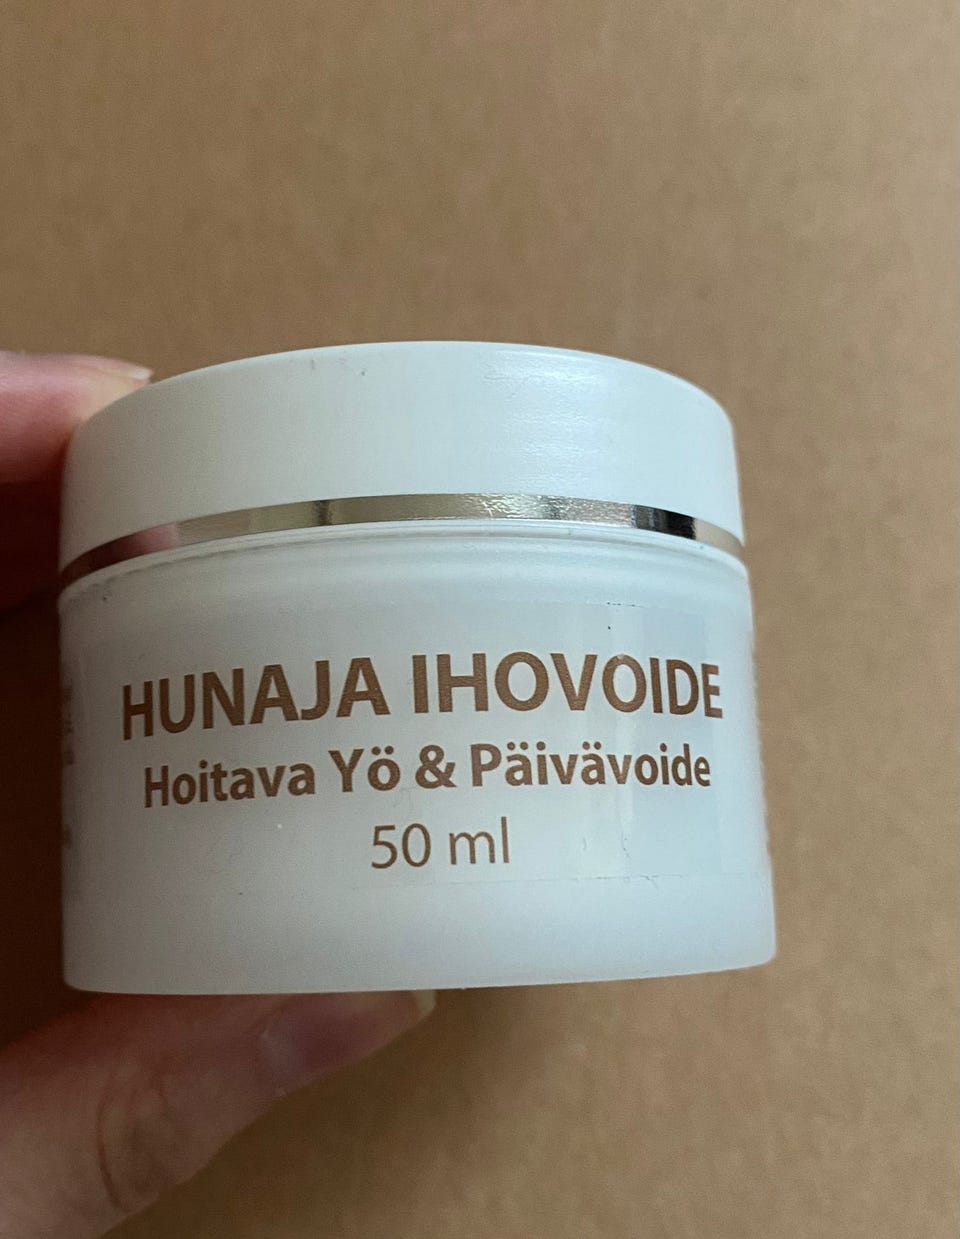 HUNAJA IHOVOIDE
Hoitava Yö & Päivävoide
50 ml